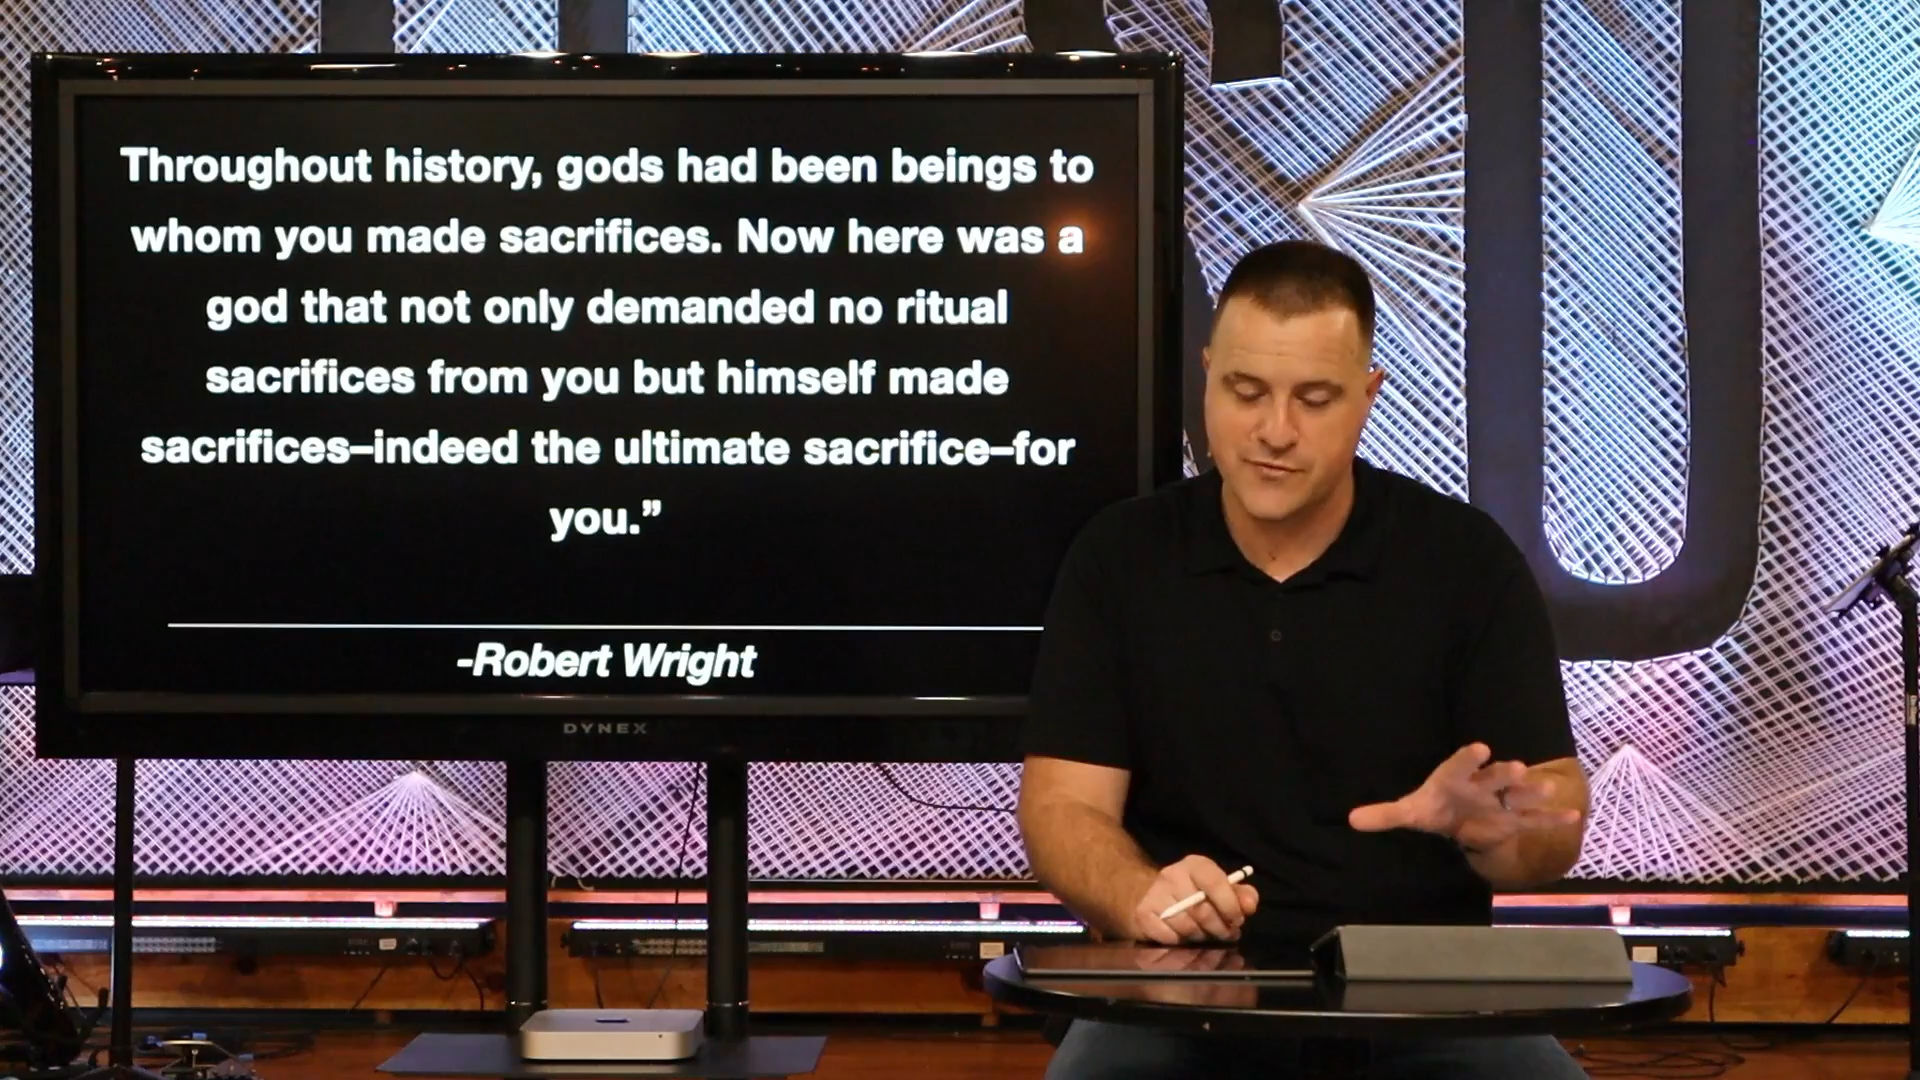 Throughout history, gods had been beings to
whom you made sacrifices. Now here was a
god that not only demanded no ritual
sacrifices from you but himself made
sacrifices–indeed the ultimate sacrifice–for
you.”
-Robert Wright
DYNEX